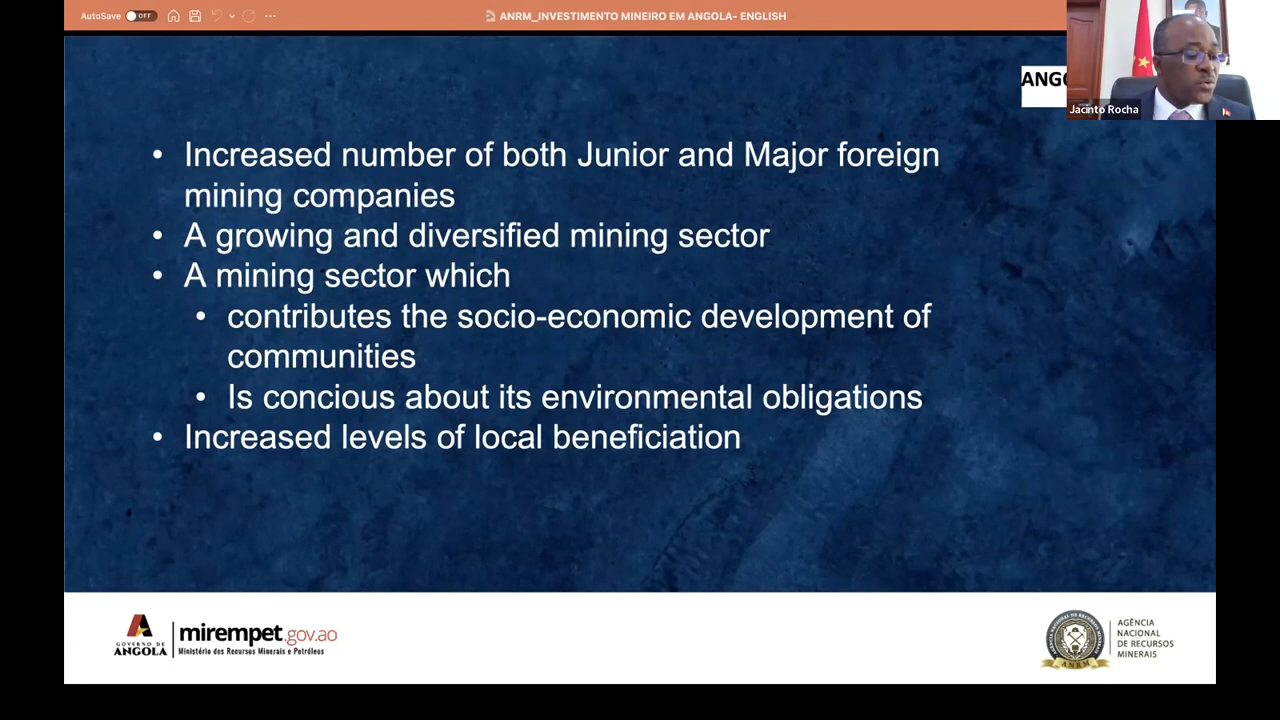 AutoSave OFF
ANRM_INVESTIMENTO MINEIRO EM ANGOLA- ENGLISH
Jacinto Rocha
• Increased number of both Junior and Major foreign
mining companies
• A growing and diversified mining sector
• A mining sector which
• contributes the socio-economic development of
communities
• Is concious about its environmental obligations
• Increased levels of local beneficiation
GOVERNO DE
ANGOLA
mirempet.gov.ao
Ministério dos Recursos Minerais e Petróleos
AGÊNCIA
NACIONAL
DE RECURSOS
MINERAIS
ANRM